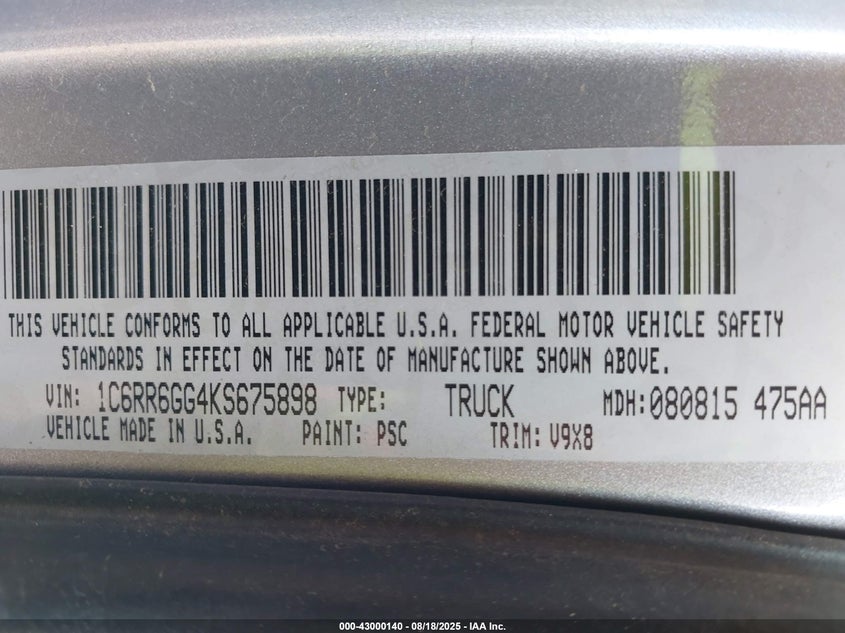 THIS VEHICLE CONFORMS TO ALL APPLICABLE U.S.A. FEDERAL MOTOR VEHICLE SAFETY
STANDARDS IN EFFECT ON THE DATE OF MANUFACTURE SHOWN ABOVE.
VIN: 1C6RR6GG4KS675898 TYPE: TRUCK MDH:080815 475AA
VEHICLE MADE IN U.S.A. PAINT: PSC TRIM: V9X8
000-43000140 - 08/18/2025 - IAA Inc.